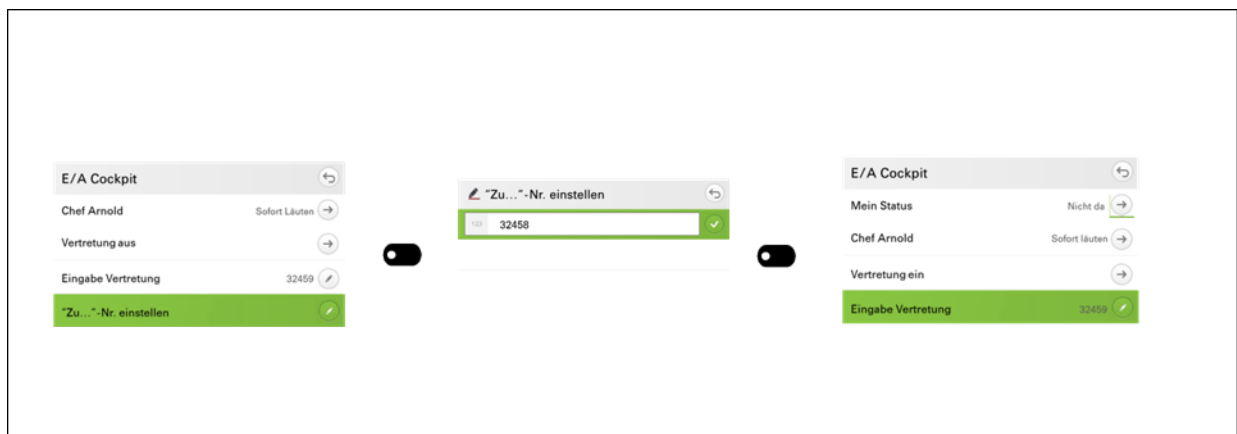 E/A Cockpit
Chef Arnold Sofort Läuten
Vertretung aus
Eingabe Vertretung 32459
"Zu..."-Nr. einstellen
"Zu..."-Nr. einstellen
123 32458
E/A Cockpit
Mein Status Nicht da
Chef Arnold Sofort läuten
Vertretung ein
Eingabe Vertretung 32459